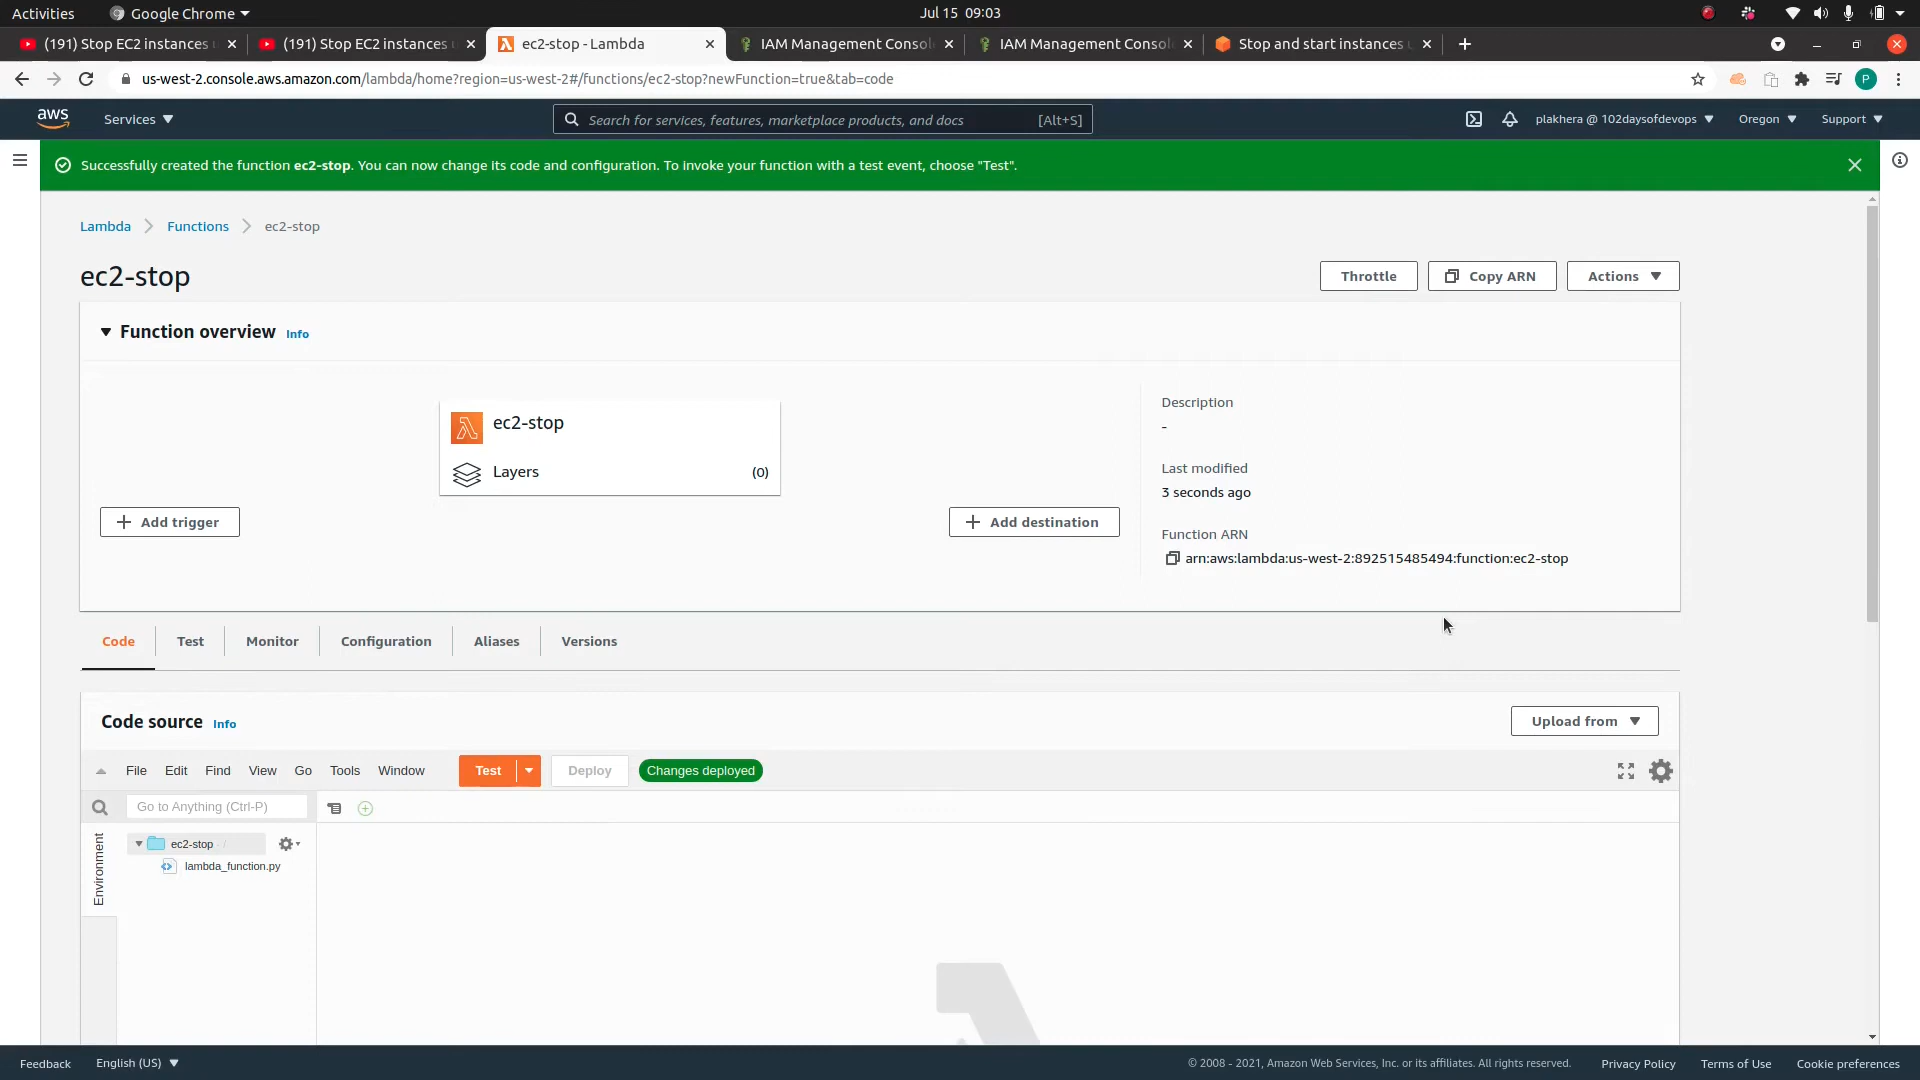 Activities
Google Chrome
Jul 15 09:03
(191) Stop EC2 instances
(191) Stop EC2 instances
ec2-stop - Lambda
IAM Management Consol
IAM Management Consol
Stop and start instances
us-west-2.console.aws.amazon.com/lambda/home?region=us-west-2#/functions/ec2-stop?newFunction=true&tab=code
P
aws
Services
Search for services, features, marketplace products, and docs
[Alt+S]
plakhera @ 102daysofdevops
Oregon
Support
Successfully created the function ec2-stop. You can now change its code and configuration. To invoke your function with a test event, choose "Test".
Lambda
Functions
ec2-stop
ec2-stop
Throttle
Copy ARN
Actions
Function overview
Info
ec2-stop
Layers
(0)
Add trigger
Add destination
Description
-
Last modified
3 seconds ago
Function ARN
arn:aws:lambda:us-west-2:892515485494:function:ec2-stop
Code
Test
Monitor
Configuration
Aliases
Versions
Code source
Info
Upload from
File
Edit
Find
View
Go
Tools
Window
Test
Deploy
Changes deployed
Go to Anything (Ctrl-P)
Environment
ec2-stop /
lambda_function.py
Feedback
English (US)
© 2008 - 2021, Amazon Web Services, Inc. or its affiliates. All rights reserved.
Privacy Policy
Terms of Use
Cookie preferences